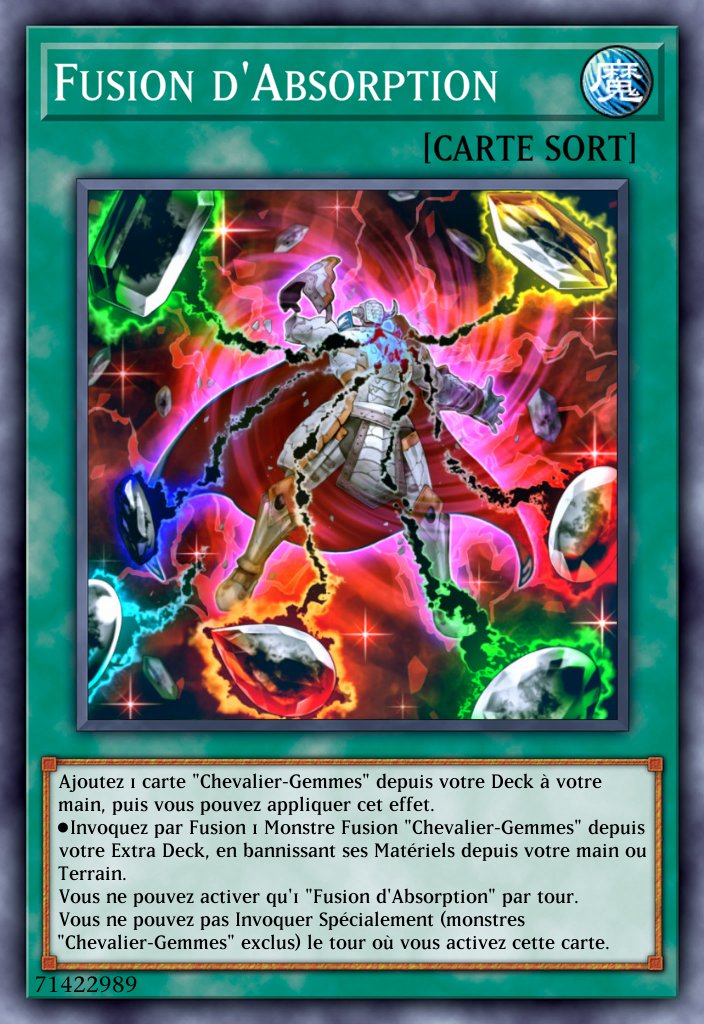 Fusion d'Absorption
魔
[CARTE SORT]
Ajoutez 1 carte "Chevalier-Gemmes" depuis votre Deck à votre
main, puis vous pouvez appliquer cet effet.
●Invoquez par Fusion 1 Monstre Fusion "Chevalier-Gemmes" depuis
votre Extra Deck, en bannissant ses Matériels depuis votre main ou
Terrain.
Vous ne pouvez activer qu'1 "Fusion d'Absorption" par tour.
Vous ne pouvez pas Invoquer Spécialement (monstres
"Chevalier-Gemmes" exclus) le tour où vous activez cette carte.
71422989